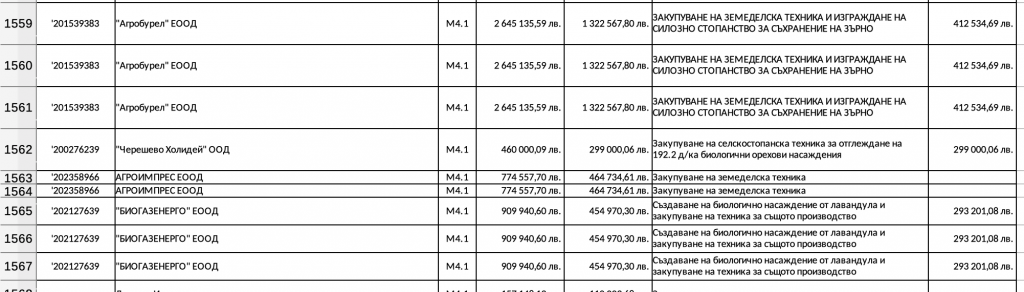 1559 '201539383 "Агробурел" ЕООД М4.1 2 645 135,59 лв. 1 322 567,80 лв. ЗАКУПУВАНЕ НА ЗЕМЕДЕЛСКА ТЕХНИКА И ИЗГРАЖДАНЕ НА
СИЛОЗНО СТОПАНСТВО ЗА СЪХРАНЕНИЕ НА ЗЪРНО 412 534,69 лв.
1560 '201539383 "Агробурел" ЕООД М4.1 2 645 135,59 лв. 1 322 567,80 лв. ЗАКУПУВАНЕ НА ЗЕМЕДЕЛСКА ТЕХНИКА И ИЗГРАЖДАНЕ НА
СИЛОЗНО СТОПАНСТВО ЗА СЪХРАНЕНИЕ НА ЗЪРНО 412 534,69 лв.
1561 '201539383 "Агробурел" ЕООД М4.1 2 645 135,59 лв. 1 322 567,80 лв. ЗАКУПУВАНЕ НА ЗЕМЕДЕЛСКА ТЕХНИКА И ИЗГРАЖДАНЕ НА
СИЛОЗНО СТОПАНСТВО ЗА СЪХРАНЕНИЕ НА ЗЪРНО 412 534,69 лв.
1562 '200276239 "Черешево Холидей" ООД М4.1 460 000,09 лв. 299 000,06 лв. Закупуване на селскостопанска техника за отглеждане на
192.2 д/ка биологични орехови насаждения 299 000,06 лв.
1563 '202358966 АГРОИМПРЕС ЕООД М4.1 774 557,70 лв. 464 734,61 лв. Закупуване на земеделска техника
1564 '202358966 АГРОИМПРЕС ЕООД М4.1 774 557,70 лв. 464 734,61 лв. Закупуване на земеделска техника
1565 '202127639 "БИОГАЗЕНЕРГО" ЕООД М4.1 909 940,60 лв. 454 970,30 лв. Създаване на биологично насаждение от лавандула и
закупуване на техника за същото производство 293 201,08 лв.
1566 '202127639 "БИОГАЗЕНЕРГО" ЕООД М4.1 909 940,60 лв. 454 970,30 лв. Създаване на биологично насаждение от лавандула и
закупуване на техника за същото производство 293 201,08 лв.
1567 '202127639 "БИОГАЗЕНЕРГО" ЕООД М4.1 909 940,60 лв. 454 970,30 лв. Създаване на биологично насаждение от лавандула и
закупуване на техника за същото производство 293 201,08 лв.